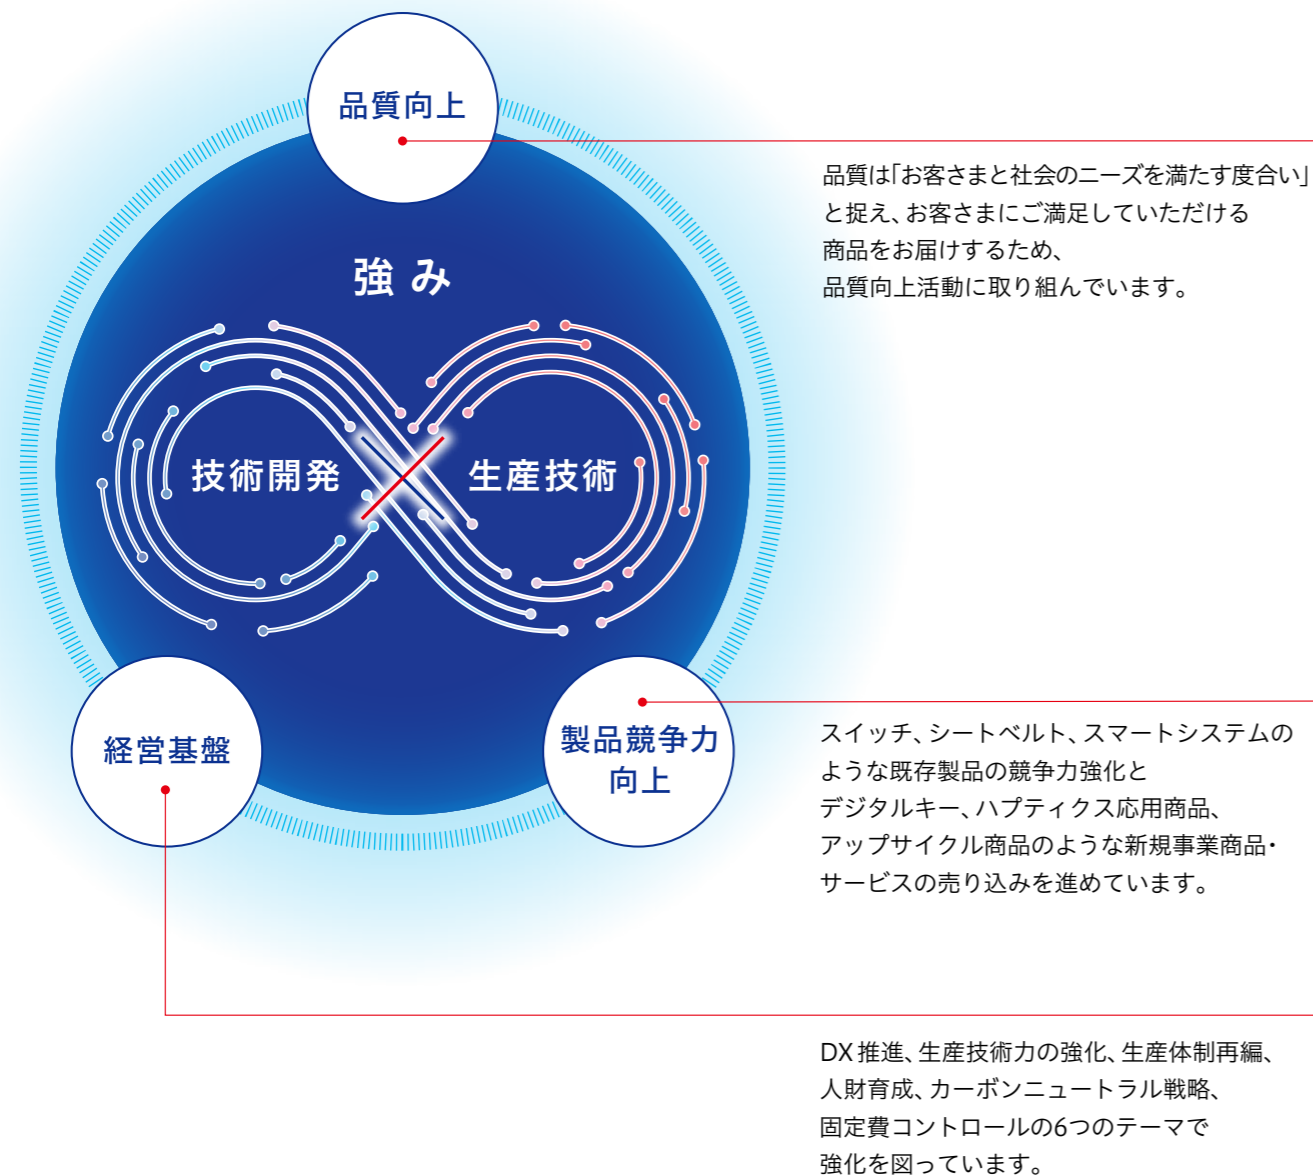 品質向上
強み
技術開発
生産技術
経営基盤
製品競争力
向上
品質は「お客さまと社会のニーズを満たす度合い」
と捉え、お客さまにご満足していただける
商品をお届けするため、
品質向上活動に取り組んでいます。
スイッチ、シートベルト、スマートシステムの
ような既存製品の競争力強化と
デジタルキー、ハプティクス応用商品、
アップサイクル商品のような新規事業商品・
サービスの売り込みを進めています。
DX推進、生産技術力の強化、生産体制再編、
人財育成、カーボンニュートラル戦略、
固定費コントロールの6つのテーマで
強化を図っています。